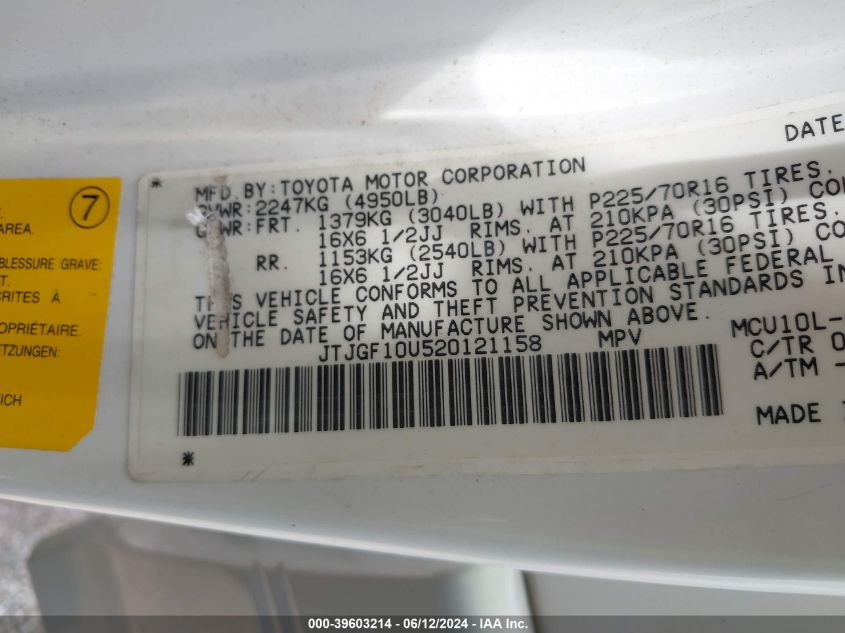 DATE
MFD. BY: TOYOTA MOTOR CORPORATION
GVWR: 2247KG (4950LB)
GAWR: FRT. 1379KG (3040LB) WITH P225/70R16 TIRES.
16X6 1/2JJ RIMS. AT 210KPA (30PSI) CO
RR. 1153KG (2540LB) WITH P225/70R16 TIRES.
16X6 1/2JJ RIMS. AT 210KPA (30PSI) CO
THIS VEHICLE CONFORMS TO ALL APPLICABLE FEDERAL
VEHICLE SAFETY AND THEFT PREVENTION STANDARDS IN
ON THE DATE OF MANUFACTURE SHOWN ABOVE.
JTJGF10U520121158 MPV
MCU10L-
C/TR
A/TM -
MADE
7
AREA.
BLESSURE GRAVE
T.
CRITES À
OPRIÉTAIRE.
ETZUNGEN:
EICH
000-39603214 - 06/12/2024 - IAA Inc.